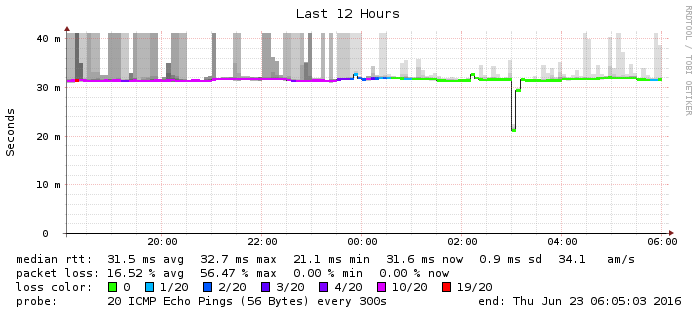 Last 12 Hours
RRDTOOL / TOBI OETIKER
Seconds
40 m
30 m
20 m
10 m
0
20:00 22:00 00:00 02:00 04:00 06:00
median rtt: 31.5 ms avg 32.7 ms max 21.1 ms min 31.6 ms now 0.9 ms sd 34.1 am/s
packet loss: 16.52 % avg 56.47 % max 0.00 % min 0.00 % now
loss color: 0 1/20 2/20 3/20 4/20 10/20 19/20
probe: 20 ICMP Echo Pings (56 Bytes) every 300s end: Thu Jun 23 06:05:03 2016